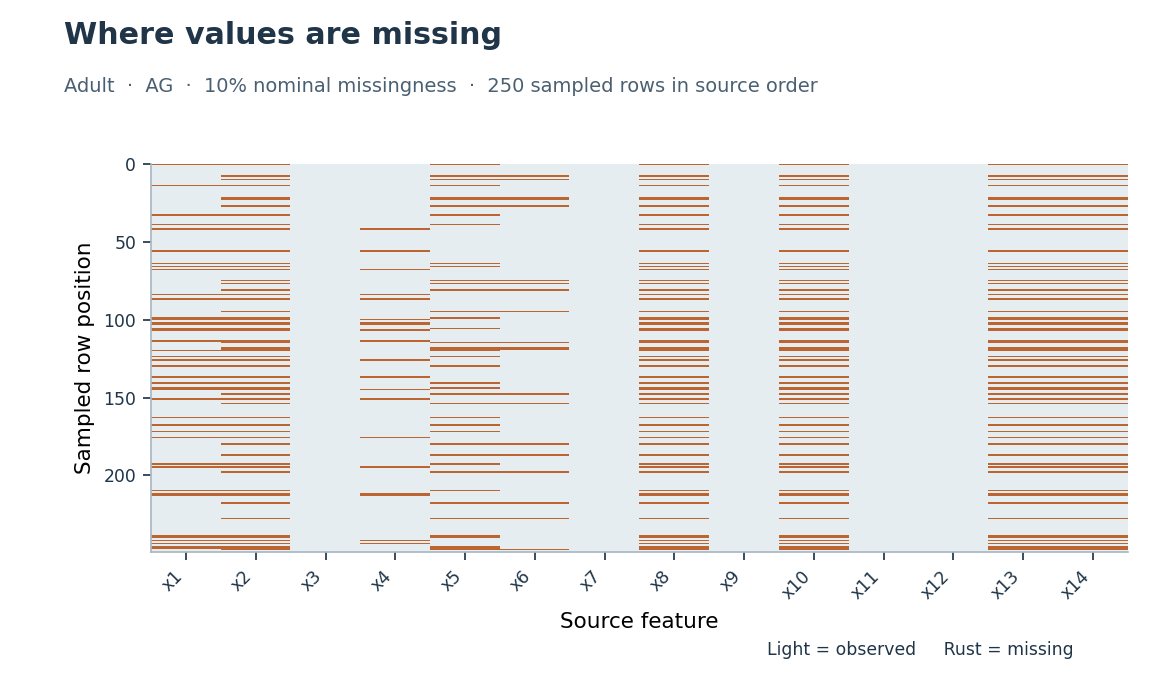 Where values are missing
Adult · AG · 10% nominal missingness · 250 sampled rows in source order
0
50
100
150
200
Sampled row position
x1 x2 x3 x4 x5 x6 x7 x8 x9 x10 x11 x12 x13 x14
Source feature
Light = observed Rust = missing